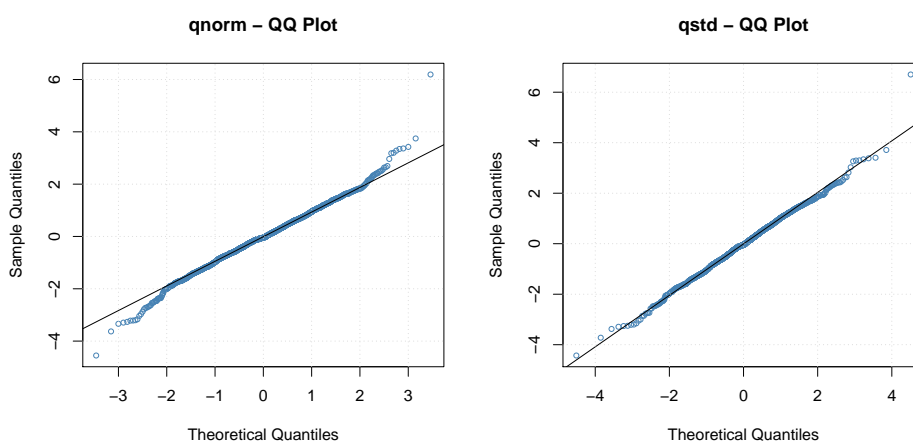 qnorm − QQ Plot
6
4
2
0
−2
−4
Sample Quantiles
−3 −2 −1 0 1 2 3
Theoretical Quantiles
qstd − QQ Plot
6
4
2
0
−2
−4
Sample Quantiles
−4 −2 0 2 4
Theoretical Quantiles